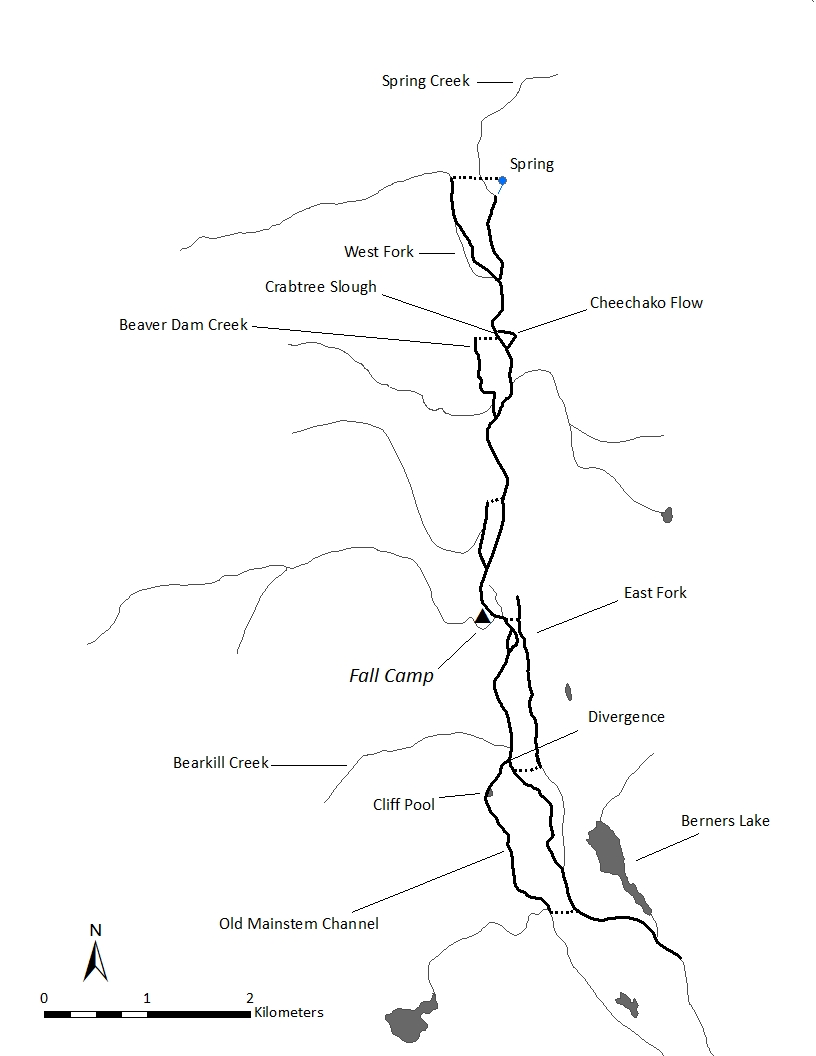 Spring Creek
Spring
West Fork
Crabtree Slough
Cheechako Flow
Beaver Dam Creek
East Fork
Fall Camp
Divergence
Bearkill Creek
Cliff Pool
Berners Lake
Old Mainstem Channel
N
0 1 2
Kilometers